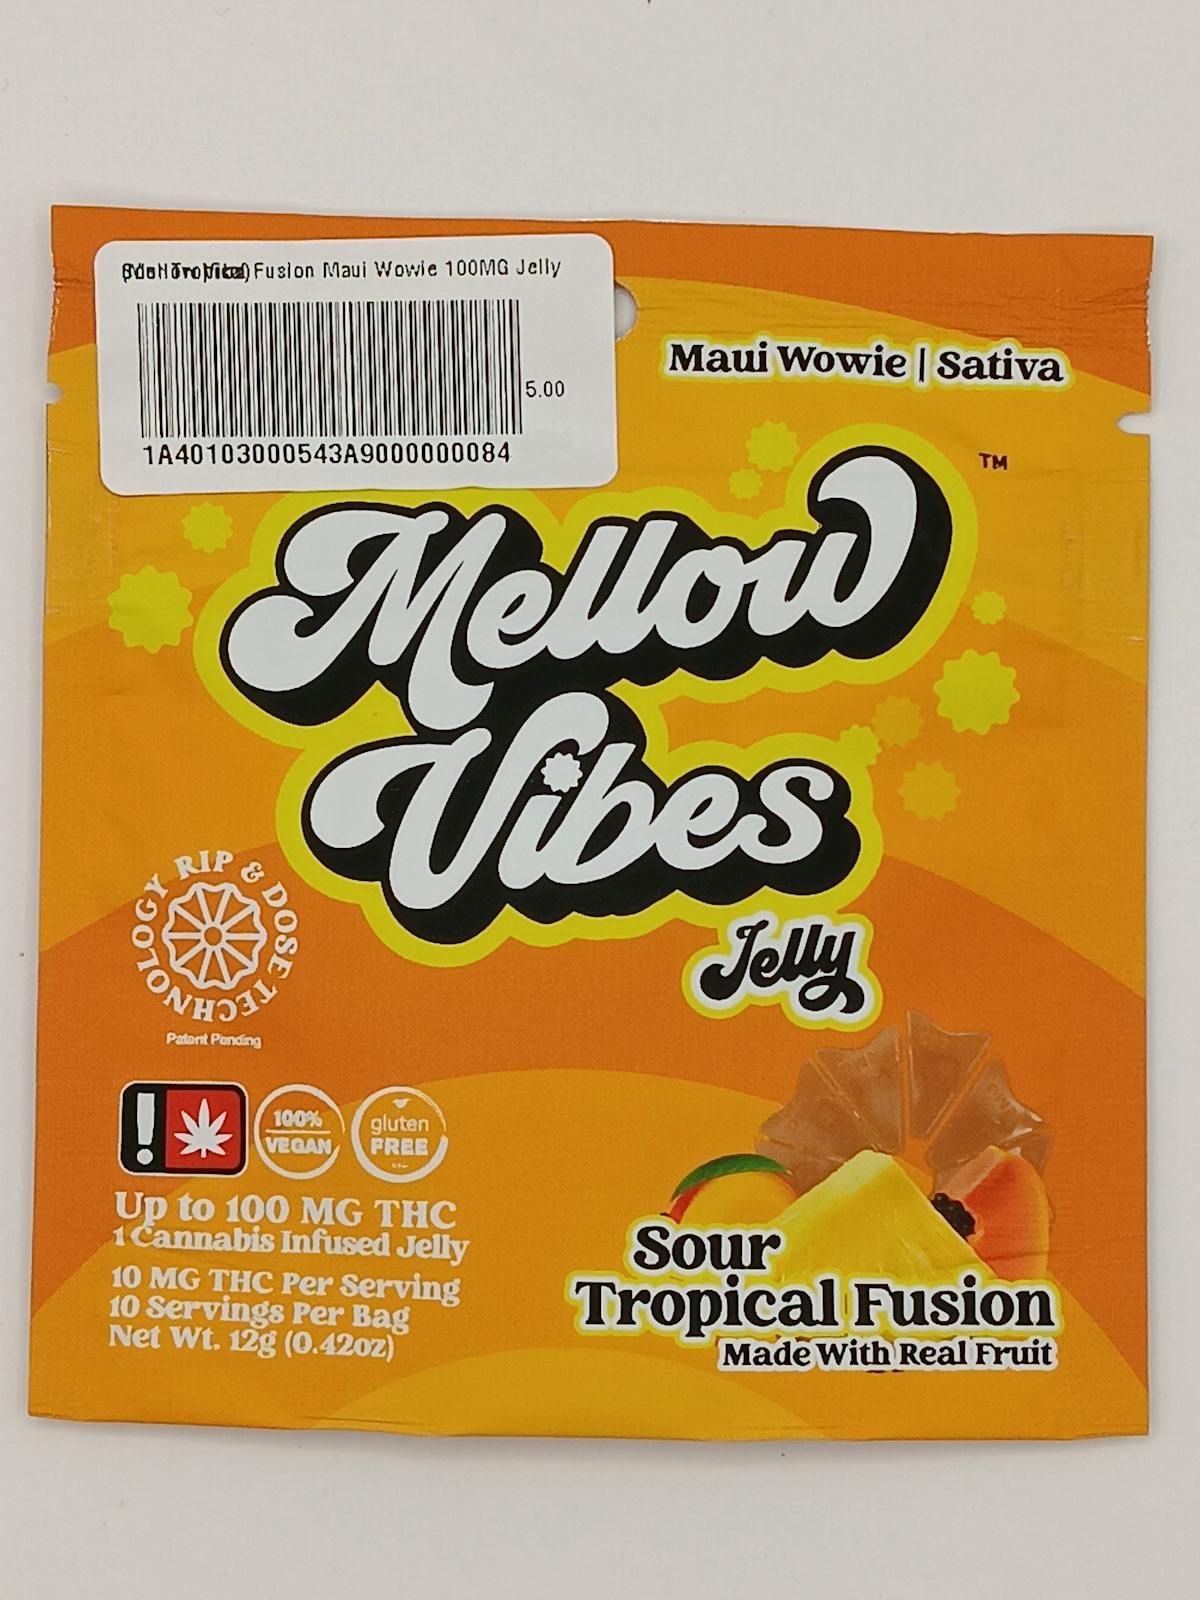 Fusion Maui Wowie 100MG Jelly
5.00
1A40103000543A9000000084
Maui Wowie | Sativa
TM
Mellow
Vibes
Jelly
RIP & DOSE TECHNOLOGY
Patent Pending
!
100%
VEGAN
gluten
FREE
Up to 100 MG THC
1 Cannabis Infused Jelly
10 MG THC Per Serving
10 Servings Per Bag
Net Wt. 12g (0.42oz)
Sour
Tropical Fusion
Made With Real Fruit